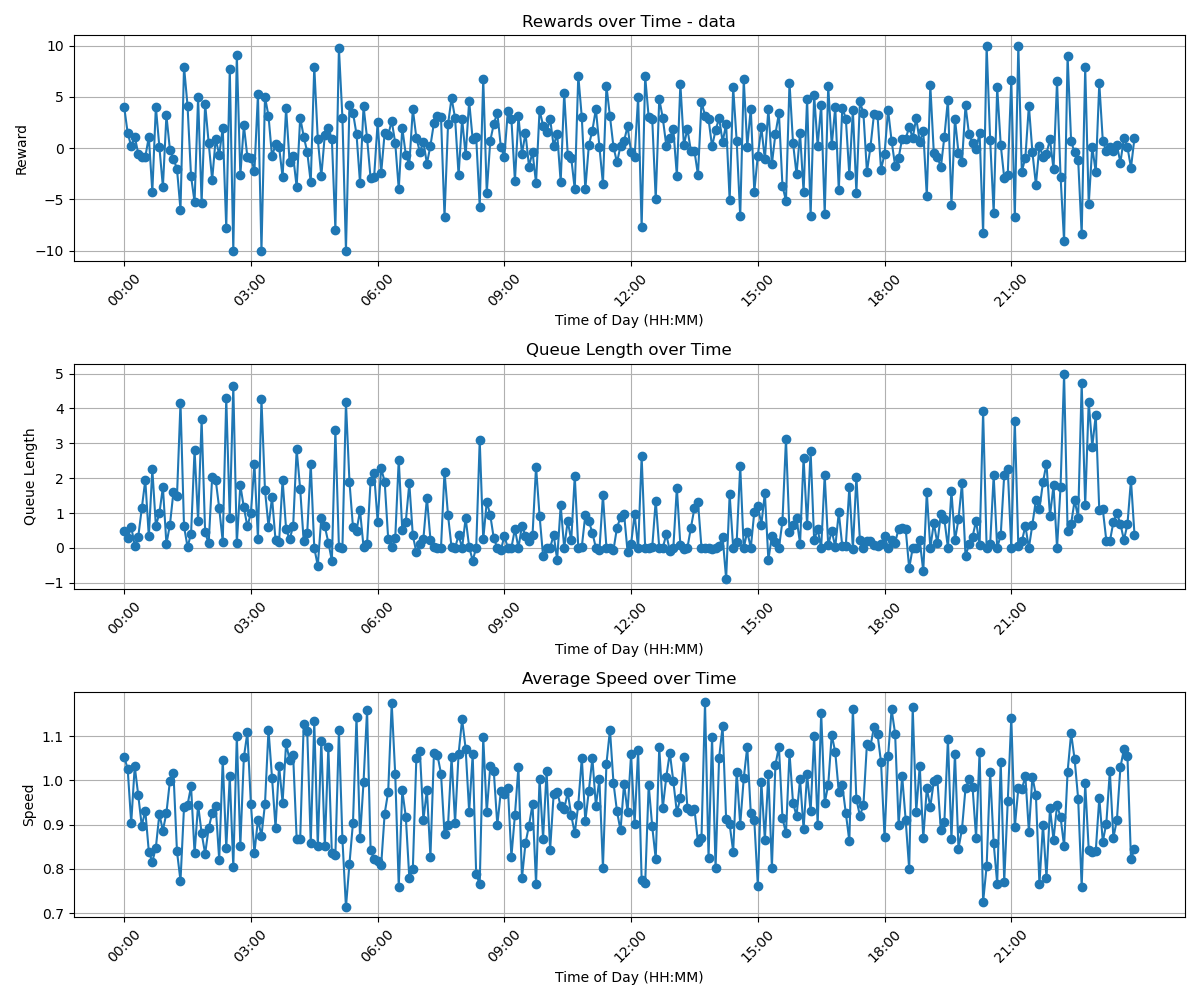 Rewards over Time - data
Reward
10
5
0
−5
−10
00:00 03:00 06:00 09:00 12:00 15:00 18:00 21:00
Time of Day (HH:MM)
Queue Length over Time
Queue Length
5
4
3
2
1
0
−1
00:00 03:00 06:00 09:00 12:00 15:00 18:00 21:00
Time of Day (HH:MM)
Average Speed over Time
Speed
1.1
1.0
0.9
0.8
0.7
00:00 03:00 06:00 09:00 12:00 15:00 18:00 21:00
Time of Day (HH:MM)